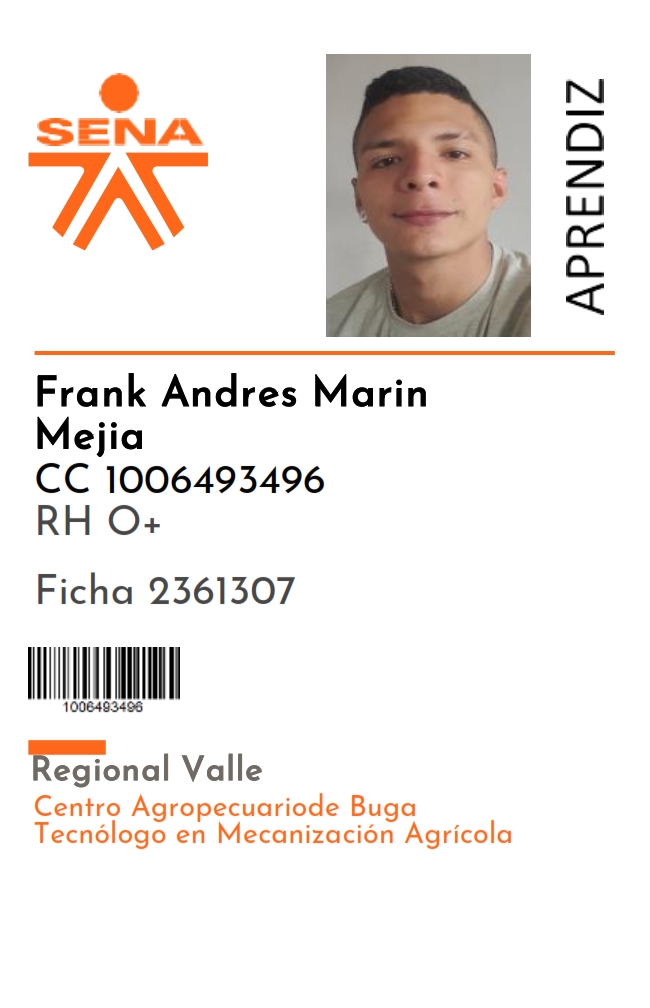 SENA
APRENDIZ
Frank Andres Marin
Mejia
CC 1006493496
RH O+
Ficha 2361307
1006493496
Regional Valle
Centro Agropecuariode Buga
Tecnólogo en Mecanización Agrícola